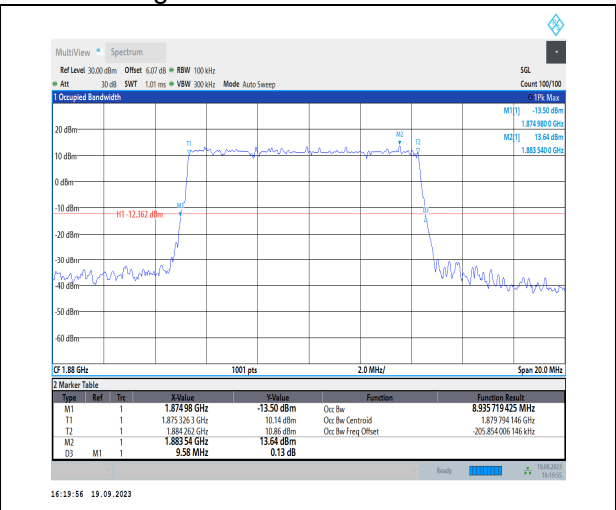 MultiView Spectrum
Ref Level 30.00 dBm Offset 6.07 dB RBW 100 kHz SGL
Att 30 dB SWT 1.01 ms VBW 300 kHz Mode Auto Sweep Count 100/100
1 Occupied Bandwidth 1Pk Max
M1[1] -13.50 dBm
1.874 980 0 GHz
M2[1] 13.64 dBm
1.883 540 0 GHz
20 dBm
M2
T1
T2
10 dBm
0 dBm
-10 dBm
M1
H1 -12.362 dBm
-20 dBm
-30 dBm
-40 dBm
-50 dBm
-60 dBm
CF 1.88 GHz 1001 pts 2.0 MHz/ Span 20.0 MHz
2 Marker Table
Type Ref Trc X-Value Y-Value Function Function Result
M1 1 1.87498 GHz -13.50 dBm Occ Bw 8.935 719 425 MHz
T1 1 1.875 326 3 GHz 10.14 dBm Occ Bw Centroid 1.879 794 146 GHz
T2 1 1.884 262 GHz 10.86 dBm Occ Bw Freq Offset -205.854 006 146 kHz
M2 1 1.88354 GHz 13.64 dBm
D3 M1 1 9.58 MHz 0.13 dB
Ready 19.09.2023
16:19:55
16:19:56 19.09.2023